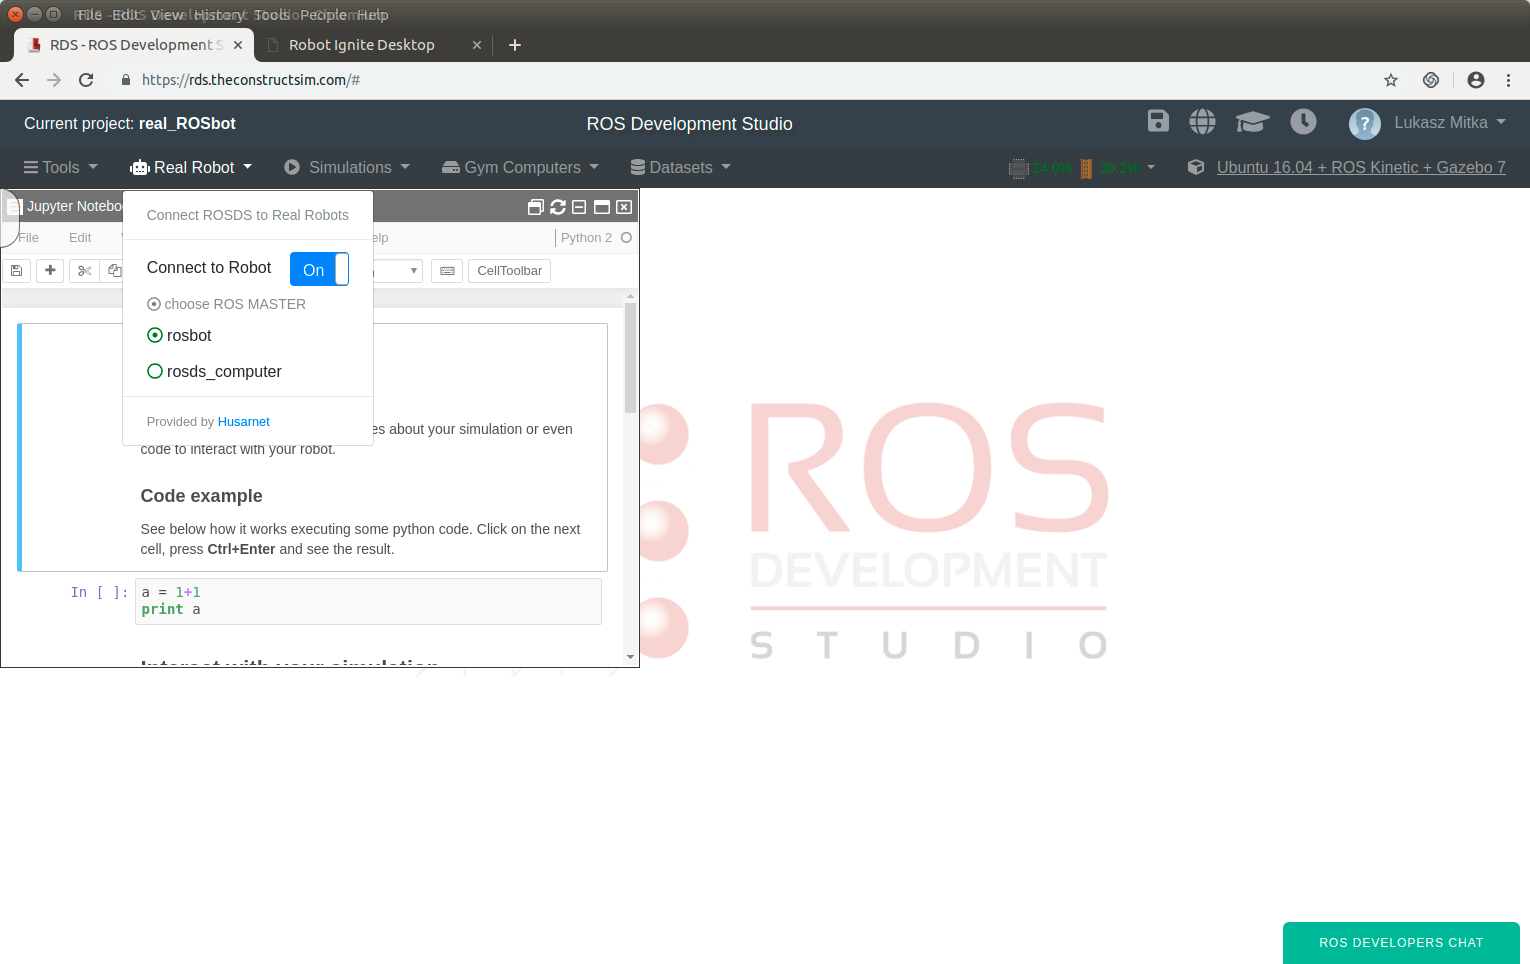 File Edit View History Tools People Help
RDS - ROS Development S
Robot Ignite Desktop
https://rds.theconstructsim.com/#
Current project: real_ROSbot
ROS Development Studio
Lukasz Mitka
Tools
Real Robot
Simulations
Gym Computers
Datasets
24.0%
30.2%
Ubuntu 16.04 + ROS Kinetic + Gazebo 7
Jupyter Notebo
File
Edit
elp
Python 2
CellToolbar
Connect ROSDS to Real Robots
Connect to Robot
On
choose ROS MASTER
rosbot
rosds_computer
Provided by Husarnet
es about your simulation or even
code to interact with your robot.
Code example
See below how it works executing some python code. Click on the next
cell, press Ctrl+Enter and see the result.
In [ ]:
a = 1+1
print a
Interact with your simulation
ROS
DEVELOPMENT
STUDIO
ROS DEVELOPERS CHAT